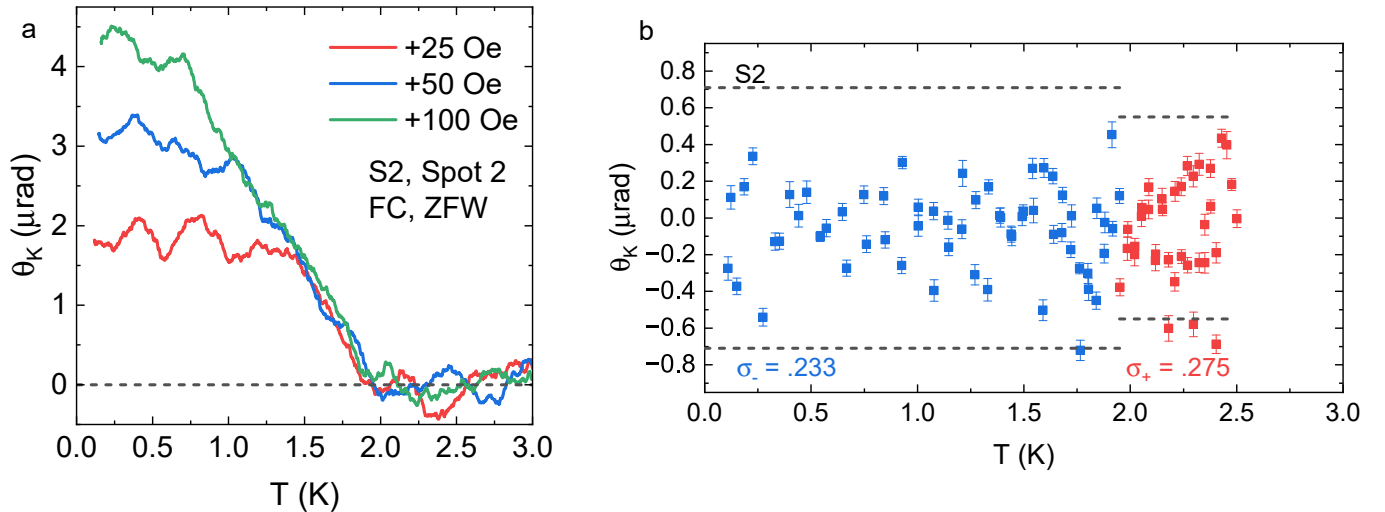 a
+25 Oe
+50 Oe
+100 Oe
S2, Spot 2
FC, ZFW
θK (μrad)
4
3
2
1
0
0.0 0.5 1.0 1.5 2.0 2.5 3.0
T (K)
b
S2
θK (μrad)
0.8
0.6
0.4
0.2
0.0
−0.2
−0.4
−0.6
−0.8
σ- = .233
σ+ = .275
0.0 0.5 1.0 1.5 2.0 2.5 3.0
T (K)